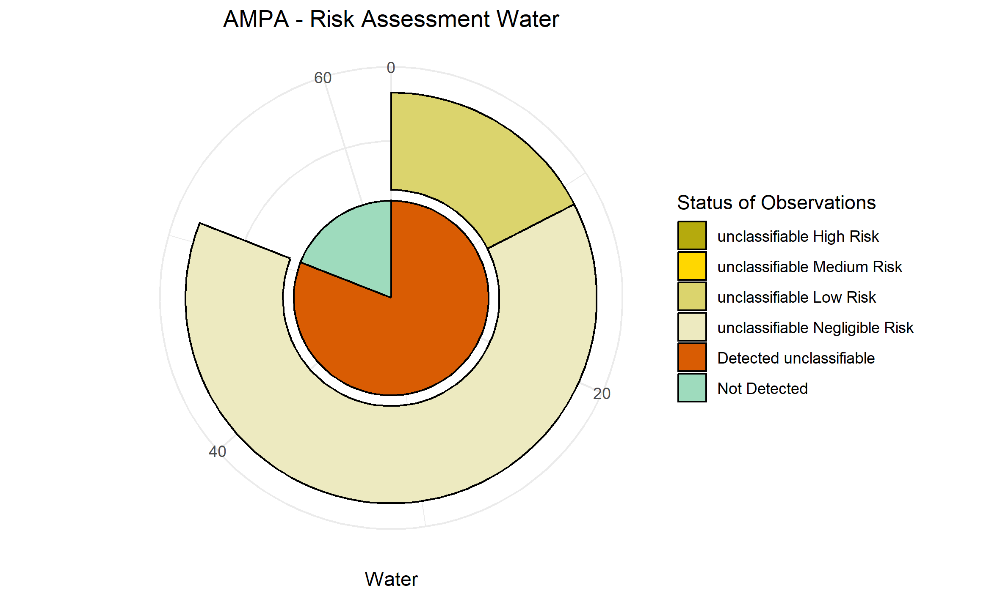 AMPA - Risk Assessment Water
0
60
20
40
Water
Status of Observations
unclassifiable High Risk
unclassifiable Medium Risk
unclassifiable Low Risk
unclassifiable Negligible Risk
Detected unclassifiable
Not Detected